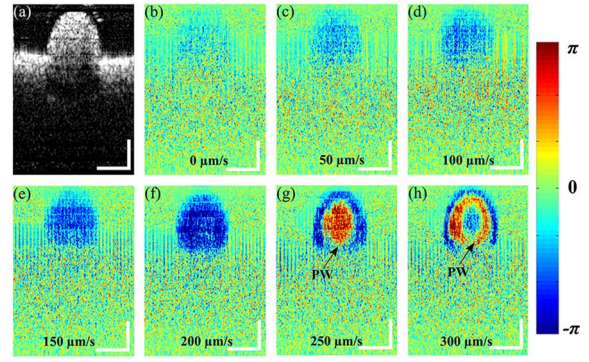 (a) (b) (c) (d) π
0 μm/s 50 μm/s 100 μm/s 0
(e) (f) (g) (h)
PW PW
150 μm/s 200 μm/s 250 μm/s 300 μm/s -π